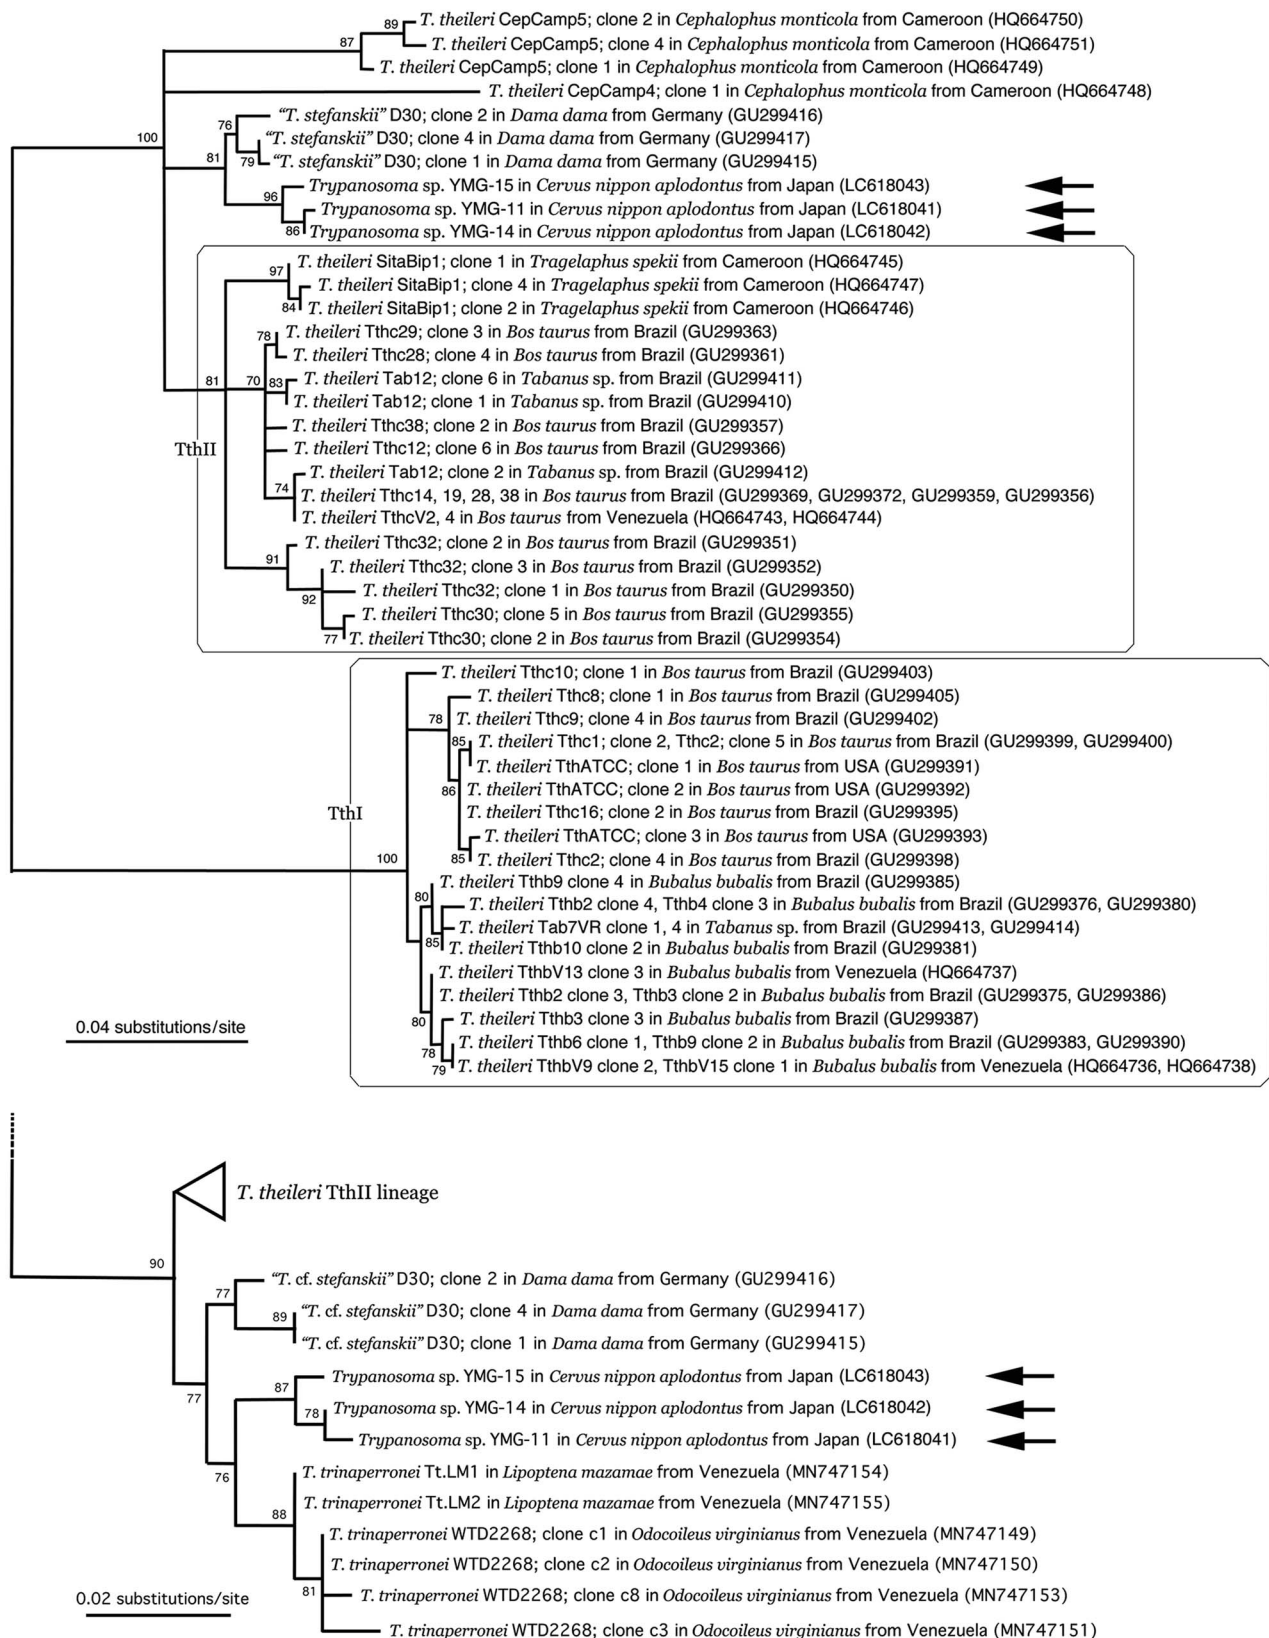 89 T. theileri CepCamp5; clone 2 in Cephalophus monticola from Cameroon (HQ664750)
87 T. theileri CepCamp5; clone 4 in Cephalophus monticola from Cameroon (HQ664751)
T. theileri CepCamp5; clone 1 in Cephalophus monticola from Cameroon (HQ664749)
T. theileri CepCamp4; clone 1 in Cephalophus monticola from Cameroon (HQ664748)
76 "T. stefanskii" D30; clone 2 in Dama dama from Germany (GU299416)
100 "T. stefanskii" D30; clone 4 in Dama dama from Germany (GU299417)
81 79 "T. stefanskii" D30; clone 1 in Dama dama from Germany (GU299415)
96 Trypanosoma sp. YMG-15 in Cervus nippon aplodontus from Japan (LC618043)
Trypanosoma sp. YMG-11 in Cervus nippon aplodontus from Japan (LC618041)
86 Trypanosoma sp. YMG-14 in Cervus nippon aplodontus from Japan (LC618042)
97 T. theileri SitaBip1; clone 1 in Tragelaphus spekii from Cameroon (HQ664745)
T. theileri SitaBip1; clone 4 in Tragelaphus spekii from Cameroon (HQ664747)
84 T. theileri SitaBip1; clone 2 in Tragelaphus spekii from Cameroon (HQ664746)
78 T. theileri Tthc29; clone 3 in Bos taurus from Brazil (GU299363)
T. theileri Tthc28; clone 4 in Bos taurus from Brazil (GU299361)
81 70 83 T. theileri Tab12; clone 6 in Tabanus sp. from Brazil (GU299411)
T. theileri Tab12; clone 1 in Tabanus sp. from Brazil (GU299410)
T. theileri Tthc38; clone 2 in Bos taurus from Brazil (GU299357)
TthII T. theileri Tthc12; clone 6 in Bos taurus from Brazil (GU299366)
T. theileri Tab12; clone 2 in Tabanus sp. from Brazil (GU299412)
74 T. theileri Tthc14, 19, 28, 38 in Bos taurus from Brazil (GU299369, GU299372, GU299359, GU299356)
T. theileri TthcV2, 4 in Bos taurus from Venezuela (HQ664743, HQ664744)
T. theileri Tthc32; clone 2 in Bos taurus from Brazil (GU299351)
91 T. theileri Tthc32; clone 3 in Bos taurus from Brazil (GU299352)
92 T. theileri Tthc32; clone 1 in Bos taurus from Brazil (GU299350)
T. theileri Tthc30; clone 5 in Bos taurus from Brazil (GU299355)
77 T. theileri Tthc30; clone 2 in Bos taurus from Brazil (GU299354)
T. theileri Tthc10; clone 1 in Bos taurus from Brazil (GU299403)
T. theileri Tthc8; clone 1 in Bos taurus from Brazil (GU299405)
78 T. theileri Tthc9; clone 4 in Bos taurus from Brazil (GU299402)
85 T. theileri Tthc1; clone 2, Tthc2; clone 5 in Bos taurus from Brazil (GU299399, GU299400)
T. theileri TthATCC; clone 1 in Bos taurus from USA (GU299391)
86 T. theileri TthATCC; clone 2 in Bos taurus from USA (GU299392)
TthI T. theileri Tthc16; clone 2 in Bos taurus from Brazil (GU299395)
T. theileri TthATCC; clone 3 in Bos taurus from USA (GU299393)
100 85 T. theileri Tthc2; clone 4 in Bos taurus from Brazil (GU299398)
T. theileri Tthb9 clone 4 in Bubalus bubalis from Brazil (GU299385)
80 T. theileri Tthb2 clone 4, Tthb4 clone 3 in Bubalus bubalis from Brazil (GU299376, GU299380)
T. theileri Tab7VR clone 1, 4 in Tabanus sp. from Brazil (GU299413, GU299414)
85 T. theileri Tthb10 clone 2 in Bubalus bubalis from Brazil (GU299381)
T. theileri TthbV13 clone 3 in Bubalus bubalis from Venezuela (HQ664737)
T. theileri Tthb2 clone 3, Tthb3 clone 2 in Bubalus bubalis from Brazil (GU299375, GU299386)
0.04 substitutions/site 80 T. theileri Tthb3 clone 3 in Bubalus bubalis from Brazil (GU299387)
78 T. theileri Tthb6 clone 1, Tthb9 clone 2 in Bubalus bubalis from Brazil (GU299383, GU299390)
79 T. theileri TthbV9 clone 2, TthbV15 clone 1 in Bubalus bubalis from Venezuela (HQ664736, HQ664738)
T. theileri TthII lineage
90
77 "T. cf. stefanskii" D30; clone 2 in Dama dama from Germany (GU299416)
89 "T. cf. stefanskii" D30; clone 4 in Dama dama from Germany (GU299417)
"T. cf. stefanskii" D30; clone 1 in Dama dama from Germany (GU299415)
87 Trypanosoma sp. YMG-15 in Cervus nippon aplodontus from Japan (LC618043)
77 78 Trypanosoma sp. YMG-14 in Cervus nippon aplodontus from Japan (LC618042)
Trypanosoma sp. YMG-11 in Cervus nippon aplodontus from Japan (LC618041)
76 T. trinaperronei Tt.LM1 in Lipoptena mazamae from Venezuela (MN747154)
88 T. trinaperronei Tt.LM2 in Lipoptena mazamae from Venezuela (MN747155)
T. trinaperronei WTD2268; clone c1 in Odocoileus virginianus from Venezuela (MN747149)
T. trinaperronei WTD2268; clone c2 in Odocoileus virginianus from Venezuela (MN747150)
0.02 substitutions/site 81 T. trinaperronei WTD2268; clone c8 in Odocoileus virginianus from Venezuela (MN747153)
T. trinaperronei WTD2268; clone c3 in Odocoileus virginianus from Venezuela (MN747151)